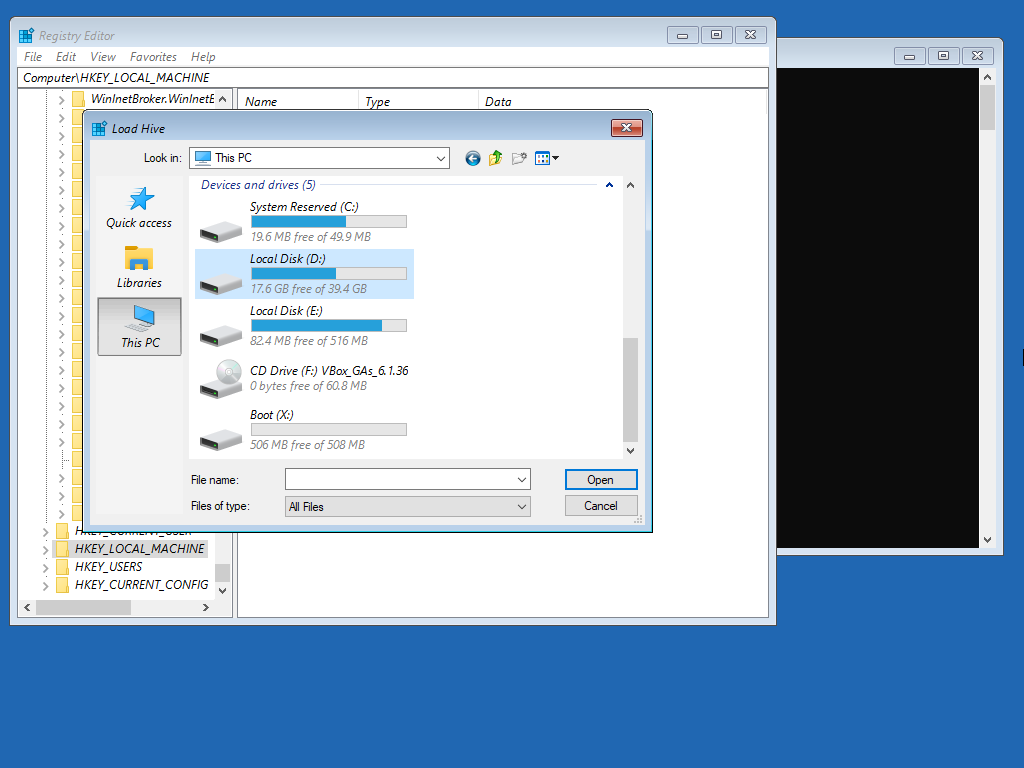 Registry Editor
File Edit View Favorites Help
Computer\HKEY_LOCAL_MACHINE
WinInetBroker.WinInetE
Name Type Data
Load Hive
Look in: This PC
Quick access
Libraries
This PC
Devices and drives (5)
System Reserved (C:)
19.6 MB free of 49.9 MB
Local Disk (D:)
17.6 GB free of 39.4 GB
Local Disk (E:)
82.4 MB free of 516 MB
CD Drive (F:) VBox_GAs_6.1.36
0 bytes free of 60.8 MB
Boot (X:)
506 MB free of 508 MB
File name: Open
Files of type: All Files Cancel
HKEY_CURRENT_USER
HKEY_LOCAL_MACHINE
HKEY_USERS
HKEY_CURRENT_CONFIG